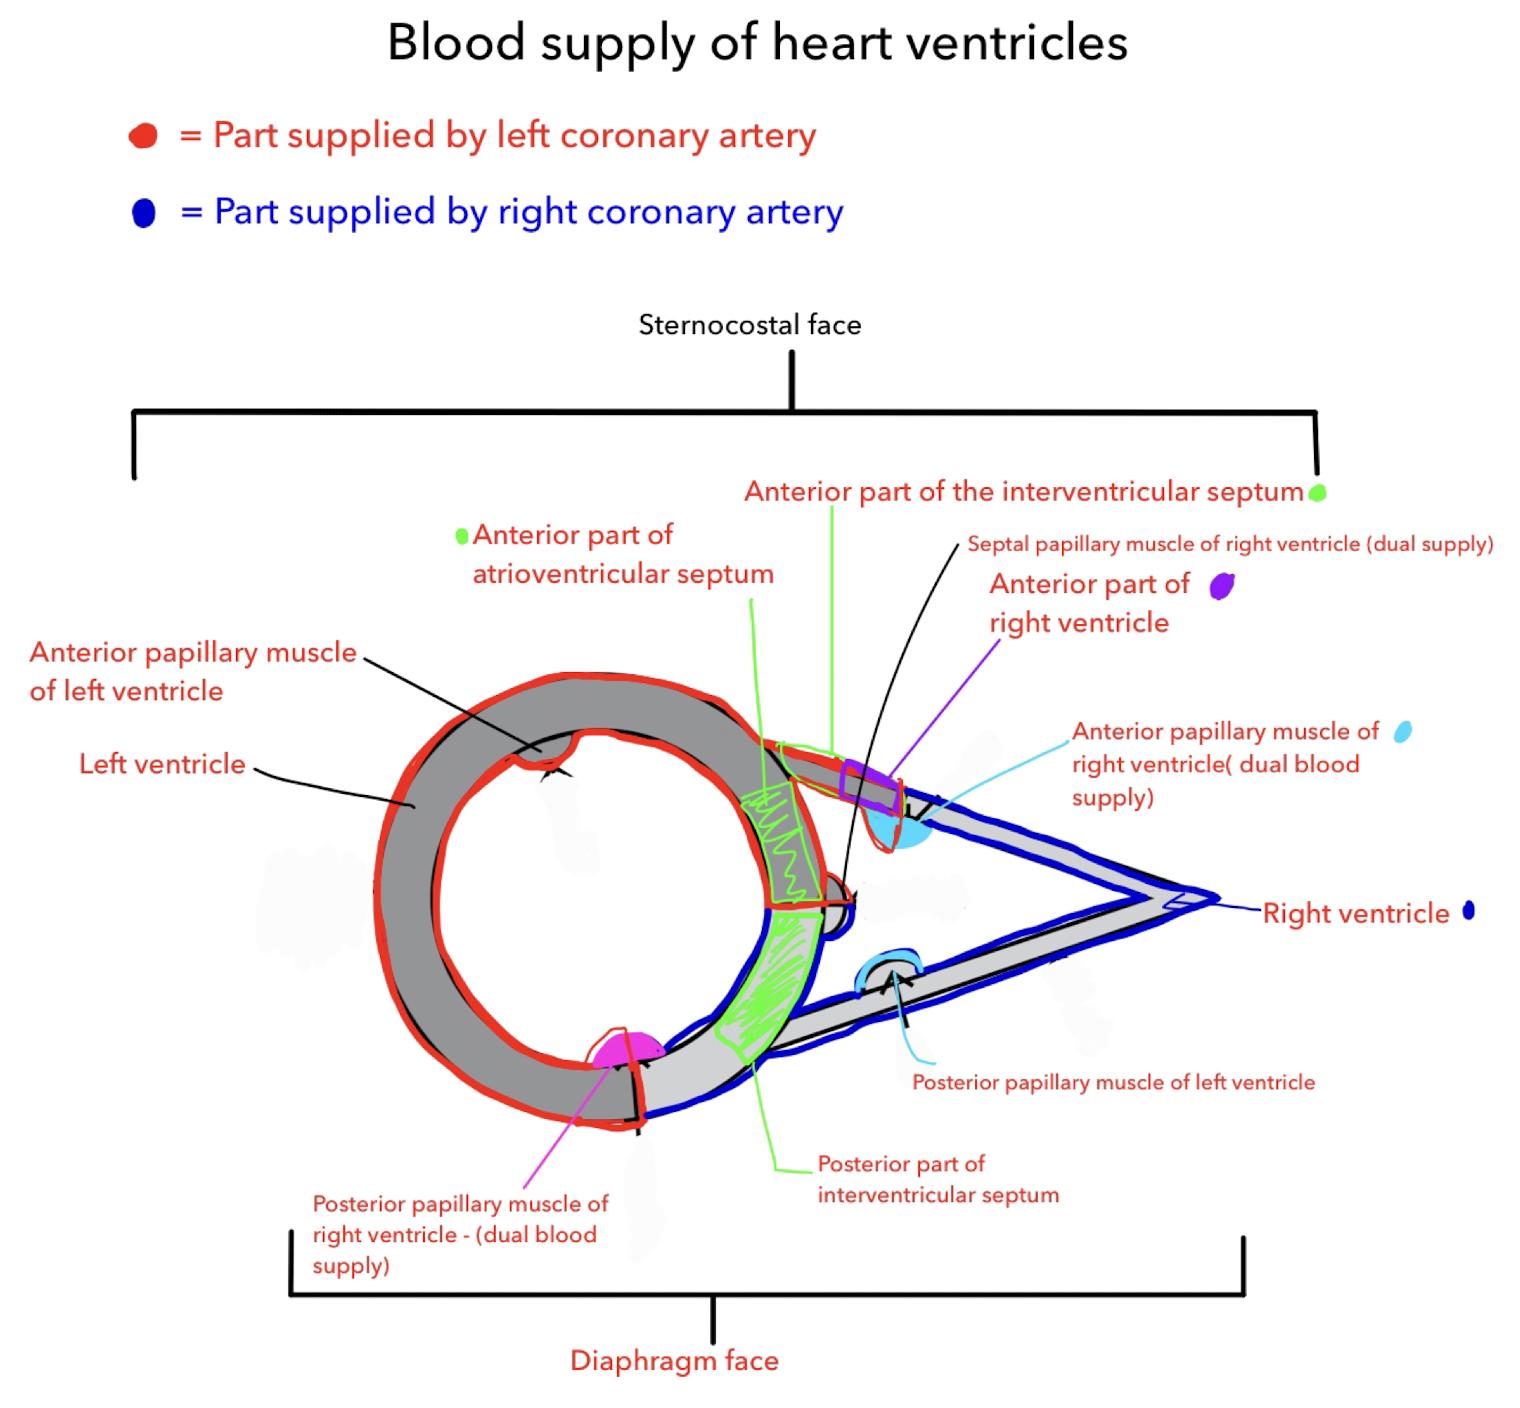 Blood supply of heart ventricles
= Part supplied by left coronary artery
= Part supplied by right coronary artery
Sternocostal face
Anterior part of the interventricular septum
Anterior part of
atrioventricular septum
Septal papillary muscle of right ventricle (dual supply)
Anterior part of
right ventricle
Anterior papillary muscle
of left ventricle
Left ventricle
Anterior papillary muscle of
right ventricle( dual blood
supply)
Right ventricle
Posterior papillary muscle of left ventricle
Posterior part of
interventricular septum
Posterior papillary muscle of
right ventricle - (dual blood
supply)
Diaphragm face